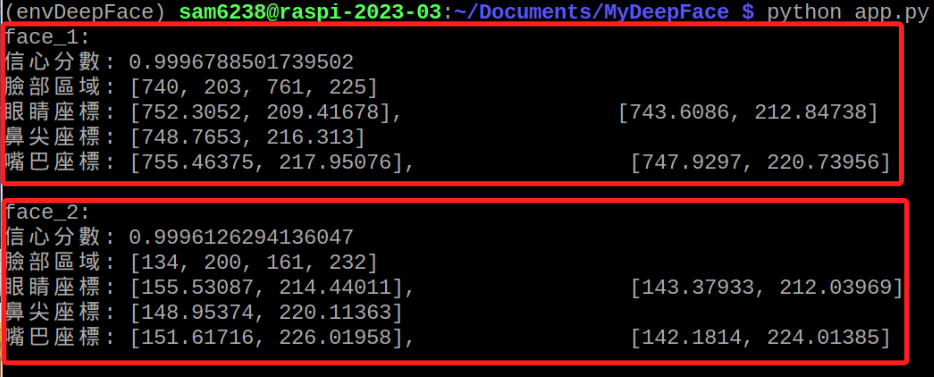 (envDeepFace) sam6238@raspi-2023-03:~/Documents/MyDeepFace $ python app.py
face_1:
信心分數: 0.9996788501739502
臉部區域: [740, 203, 761, 225]
眼睛座標: [752.3052, 209.41678], [743.6086, 212.84738]
鼻尖座標: [748.7653, 216.313]
嘴巴座標: [755.46375, 217.95076], [747.9297, 220.73956]
face_2:
信心分數: 0.9996126294136047
臉部區域: [134, 200, 161, 232]
眼睛座標: [155.53087, 214.44011], [143.37933, 212.03969]
鼻尖座標: [148.95374, 220.11363]
嘴巴座標: [151.61716, 226.01958], [142.1814, 224.01385]